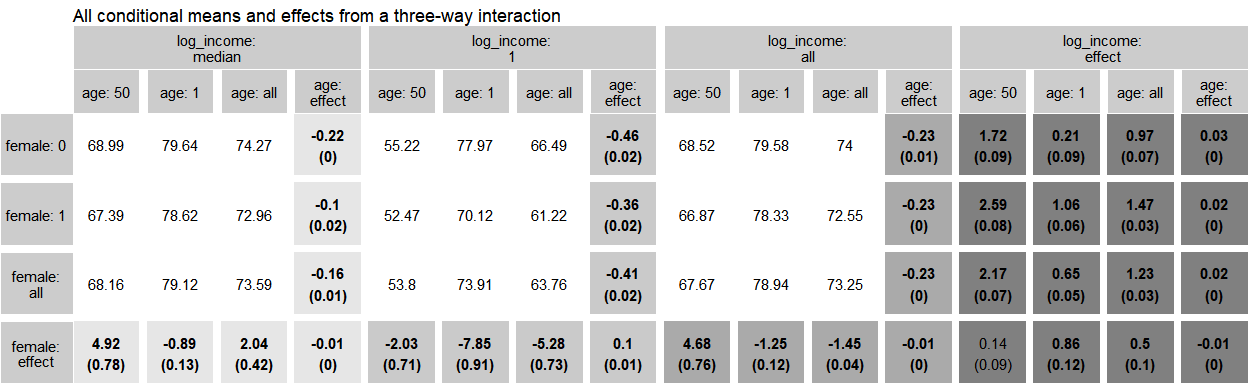 All conditional means and effects from a three-way interaction
log_income: log_income: log_income: log_income:
median 1 all effect
age: 50 age: 1 age: all age: effect age: 50 age: 1 age: all age: effect age: 50 age: 1 age: all age: effect age: 50 age: 1 age: all age: effect
female: 0 68.99 79.64 74.27 -0.22 55.22 77.97 66.49 -0.46 68.52 79.58 74 -0.23 1.72 0.21 0.97 0.03
(0) (0.02) (0.01) (0.09) (0.09) (0.07) (0)
female: 1 67.39 78.62 72.96 -0.1 52.47 70.12 61.22 -0.36 66.87 78.33 72.55 -0.23 2.59 1.06 1.47 0.02
(0.02) (0.02) (0) (0.08) (0.06) (0.03) (0)
female: all 68.16 79.12 73.59 -0.16 53.8 73.91 63.76 -0.41 67.67 78.94 73.25 -0.23 2.17 0.65 1.23 0.02
(0.01) (0.02) (0) (0.07) (0.05) (0.03) (0)
female: effect 4.92 -0.89 2.04 -0.01 -2.03 -7.85 -5.28 0.1 4.68 -1.25 -1.45 -0.01 0.14 0.86 0.5 -0.01
(0.78) (0.13) (0.42) (0) (0.71) (0.91) (0.73) (0.01) (0.76) (0.12) (0.04) (0) (0.09) (0.12) (0.1) (0)